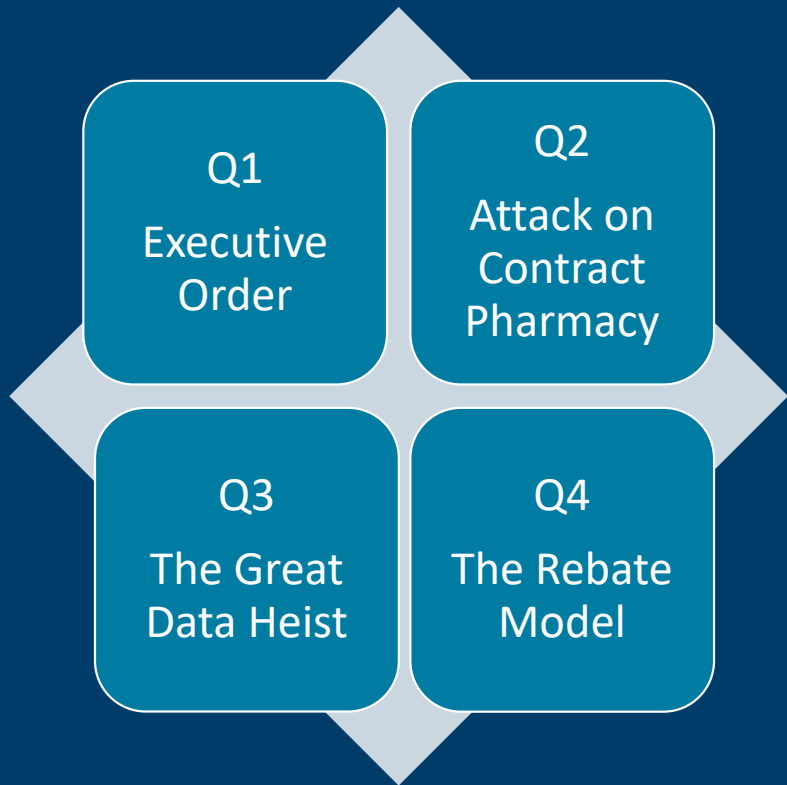 Q1
Executive
Order
Q2
Attack on
Contract
Pharmacy
Q3
The Great
Data Heist
Q4
The Rebate
Model